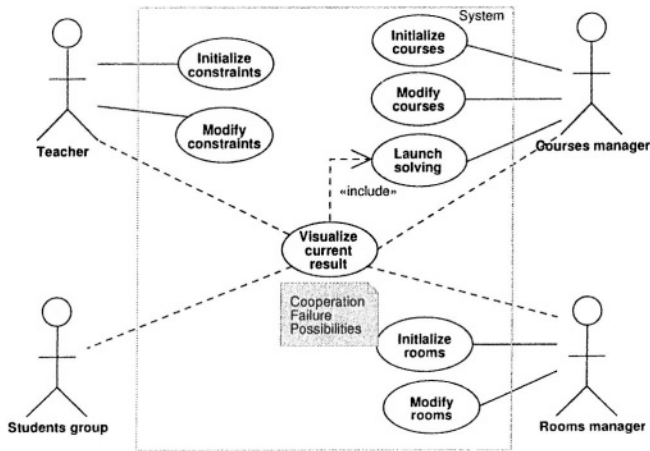 System
Initialize
constraints
Modify
constraints
Teacher
Initialize
courses
Modify
courses
Launch
solving
Courses manager
«include»
Visualize
current
result
Cooperation
Failure
Possibilities
Initialize
rooms
Modify
rooms
Students group
Rooms manager